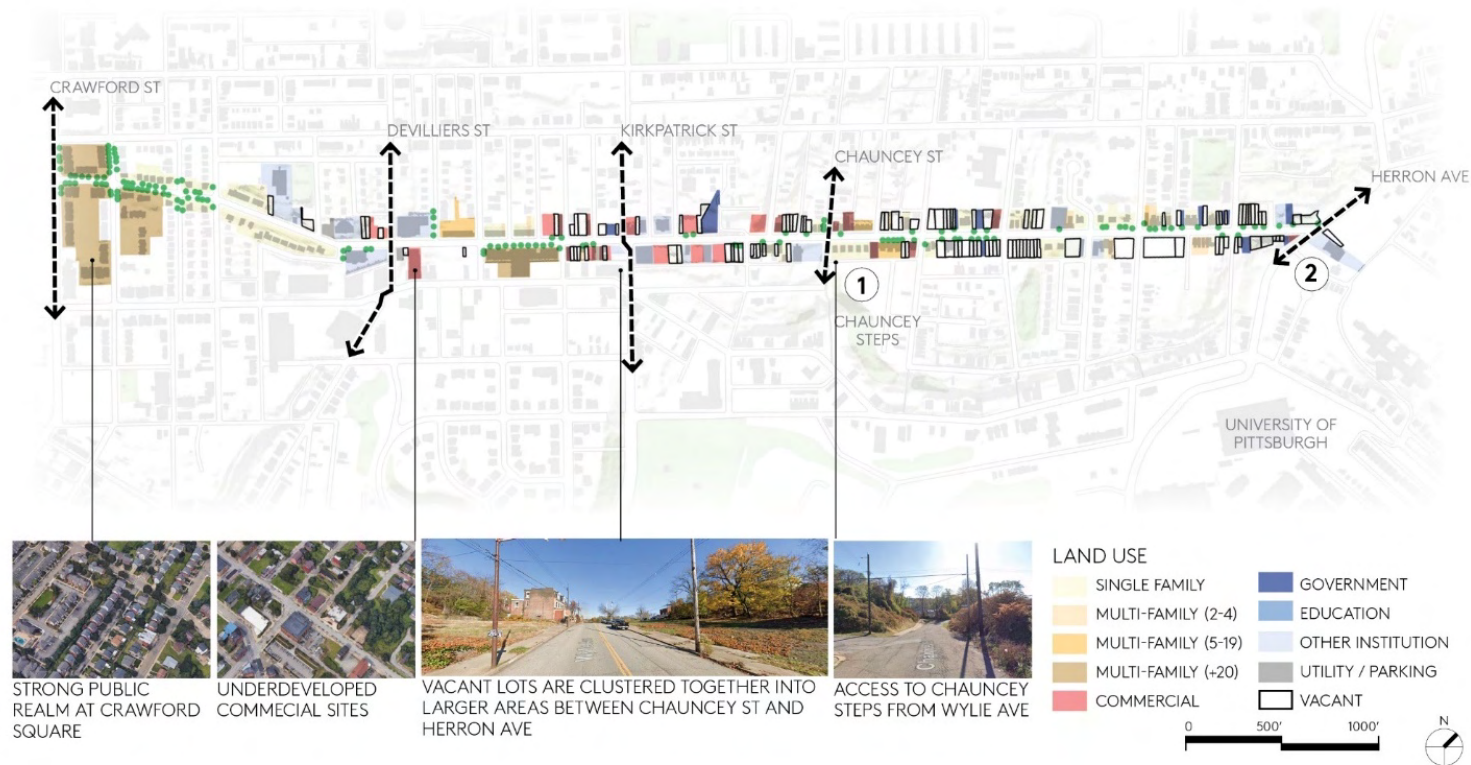 CRAWFORD ST
DEVILLIERS ST
KIRKPATRICK ST
CHAUNCEY ST
HERRON AVE
1
2
CHAUNCEY
STEPS
UNIVERSITY OF
PITTSBURGH
STRONG PUBLIC
REALM AT CRAWFORD
SQUARE
UNDERDEVELOPED
COMMECIAL SITES
VACANT LOTS ARE CLUSTERED TOGETHER INTO
LARGER AREAS BETWEEN CHAUNCEY ST AND
HERRON AVE
ACCESS TO CHAUNCEY
STEPS FROM WYLIE AVE
LAND USE
SINGLE FAMILY
MULTI-FAMILY (2-4)
MULTI-FAMILY (5-19)
MULTI-FAMILY (+20)
COMMERCIAL
GOVERNMENT
EDUCATION
OTHER INSTITUTION
UTILITY / PARKING
VACANT
0 500' 1000'
N